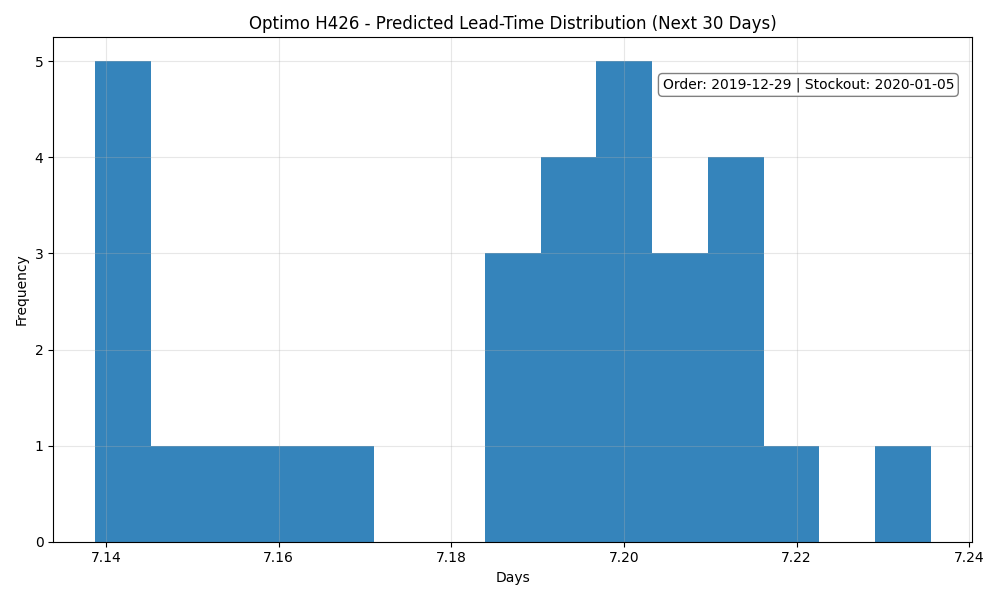 Optimo H426 - Predicted Lead-Time Distribution (Next 30 Days)
Order: 2019-12-29 | Stockout: 2020-01-05
Frequency
5
4
3
2
1
0
7.14 7.16 7.18 7.20 7.22 7.24
Days